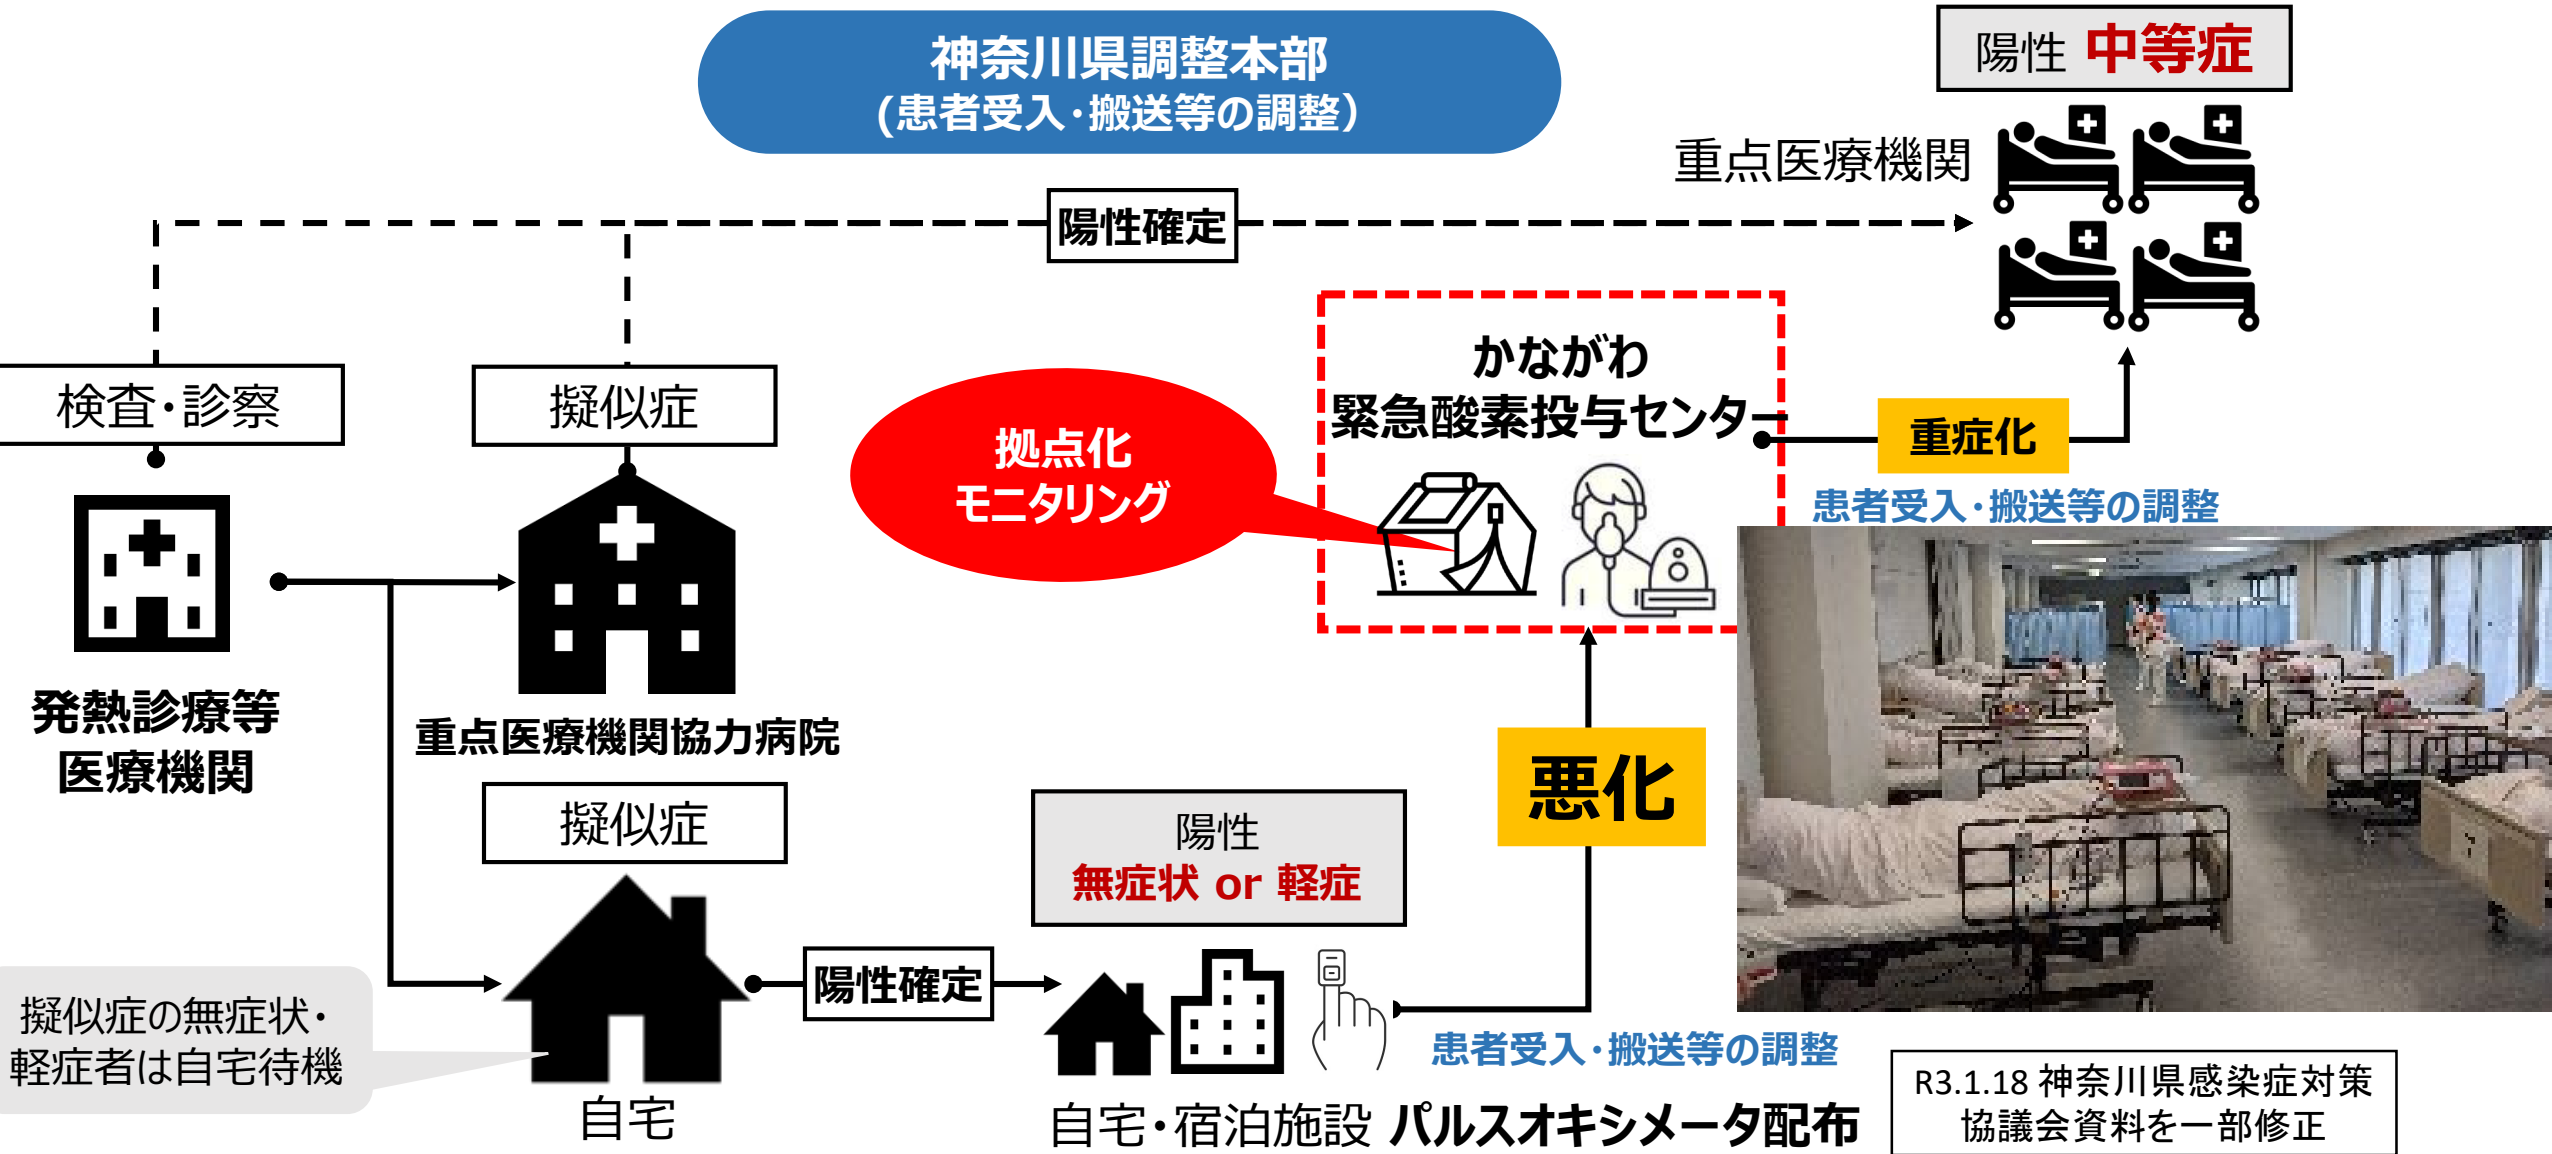 神奈川県調整本部
(患者受入・搬送等の調整）
陽性 中等症
重点医療機関
陽性確定
検査・診察
擬似症
かながわ
緊急酸素投与センター
拠点化
モニタリング
重症化
患者受入・搬送等の調整
発熱診療等
医療機関
重点医療機関協力病院
擬似症
陽性
無症状 or 軽症
悪化
陽性確定
擬似症の無症状・
軽症者は自宅待機
自宅
患者受入・搬送等の調整
自宅・宿泊施設 パルスオキシメータ配布
R3.1.18 神奈川県感染症対策
協議会資料を一部修正